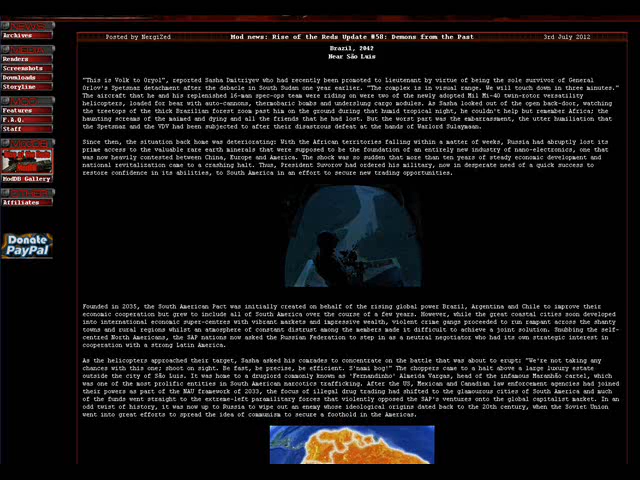 NEWS
Archives
MEDIA
Renders
Screenshots
Downloads
Storyline
Features
F.A.Q.
Staff
ModDB Gallery
Affiliates
Donate
PayPal
Posted by NergiZed
Mod news: Rise of the Reds Update #58: Demons from the Past
3rd July 2012
Brazil, 2042
Near São Luis
"This is Volk to Oryol", reported Sasha Dmitriyev who had recently been promoted to Lieutenant by virtue of being the sole survivor of General
Orlov's Spetsnaz detachment after the debacle in South Sudan one year earlier. "The complex is in visual range. We will touch down in three minutes."
The aircraft that he and his replenished 16-man spec-ops team were riding on were two of the newly adopted Mil Mi-40 twin-rotor versatility
helicopters, loaded for bear with auto-cannons, thermobaric bombs and underslung cargo modules. As Sasha looked out of the open back-door, watching
the treetops of the thick Brazilian forest zoom past him on the ground during that humid tropical night, he couldn't help but remember Africa; the
haunting screams of the maimed and dying and all the friends that he had lost. But the worst part was the embarrassment, the utter humiliation that
the Spetsnaz and the VDV had been subjected to after their disastrous defeat at the hands of Warlord Sulaymaan.
Since then, the situation back home was deteriorating: With the African territories falling within a matter of weeks, Russia had abruptly lost its
prime access to the valuable rare earth minerals that were supposed to be the foundation of an entirely new industry of nano-electronics, one that
was now heavily contested between China, Europe and America. The shock was so sudden that more than ten years of steady economic development and
national revitalization came to a crashing halt. Thus, President Suvorov had ordered his military, now in desperate need of a quick success to
restore confidence in its abilities, to South America in an effort to secure new trading opportunities.
Founded in 2035, the South American Pact was initially created on behalf of the rising global power Brazil, Argentina and Chile to improve their
economic cooperation but grew to include all of South America over the course of a few years. However, while the great coastal cities soon developed
into international economic super-centres with vibrant markets and impressive wealth, violent crime gangs proceeded to run rampant across the shanty
towns and rural regions whilst an atmosphere of constant distrust among the members made it difficult to achieve a joint solution. Snubbing the self-
centred North Americans, the SAP nations now asked the Russian Federation to step in as a neutral negotiator who had its own strategic interest in
cooperation with a strong latin America.
As the helicopters approached their target, Sasha asked his comrades to concentrate on the battle that was about to erupt: "We're not taking any
chances with this one; shoot on sight. Be fast, be precise, be efficient. S'nami bog!" The choppers came to a halt above a large luxury estate
outside the city of São Luis. It was home to a druglord commonly known as 'Fernandinho' Almeida Vargas, head of the infamous Maranhão cartel, which
was one of the most prolific entities in South American narcotics trafficking. After the US, Mexican and Canadian law enforcement agencies had joined
their powers as part of the NAU framework of 2033, the focus of illegal drug exports had shifted to the glamourous cities of South America and much
of the funds went straight to the extreme-left paramilitary forces that violently opposed the SAP's ventures onto the global capitalist market. In an
odd twist of history, it was now up to Russia to wipe out an enemy whose ideological origins dated back to the 20th century, when the Soviet Union
went into great efforts to spread the idea of communism to secure a foothold in the Americas.